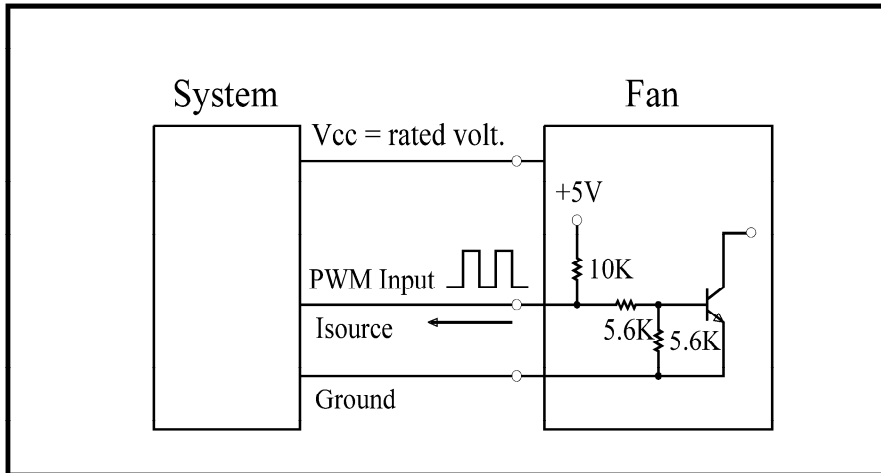 System
Fan
Vcc = rated volt.
+5V
10K
PWM Input
Isource
5.6K
5.6K
Ground